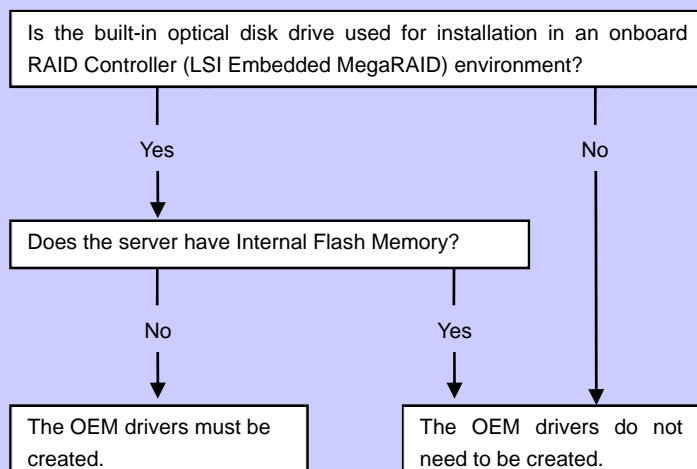 Is the built-in optical disk drive used for installation in an onboard
RAID Controller (LSI Embedded MegaRAID) environment?
Yes
No
Does the server have Internal Flash Memory?
No
Yes
The OEM drivers must be
created.
The OEM drivers do not
need to be created.